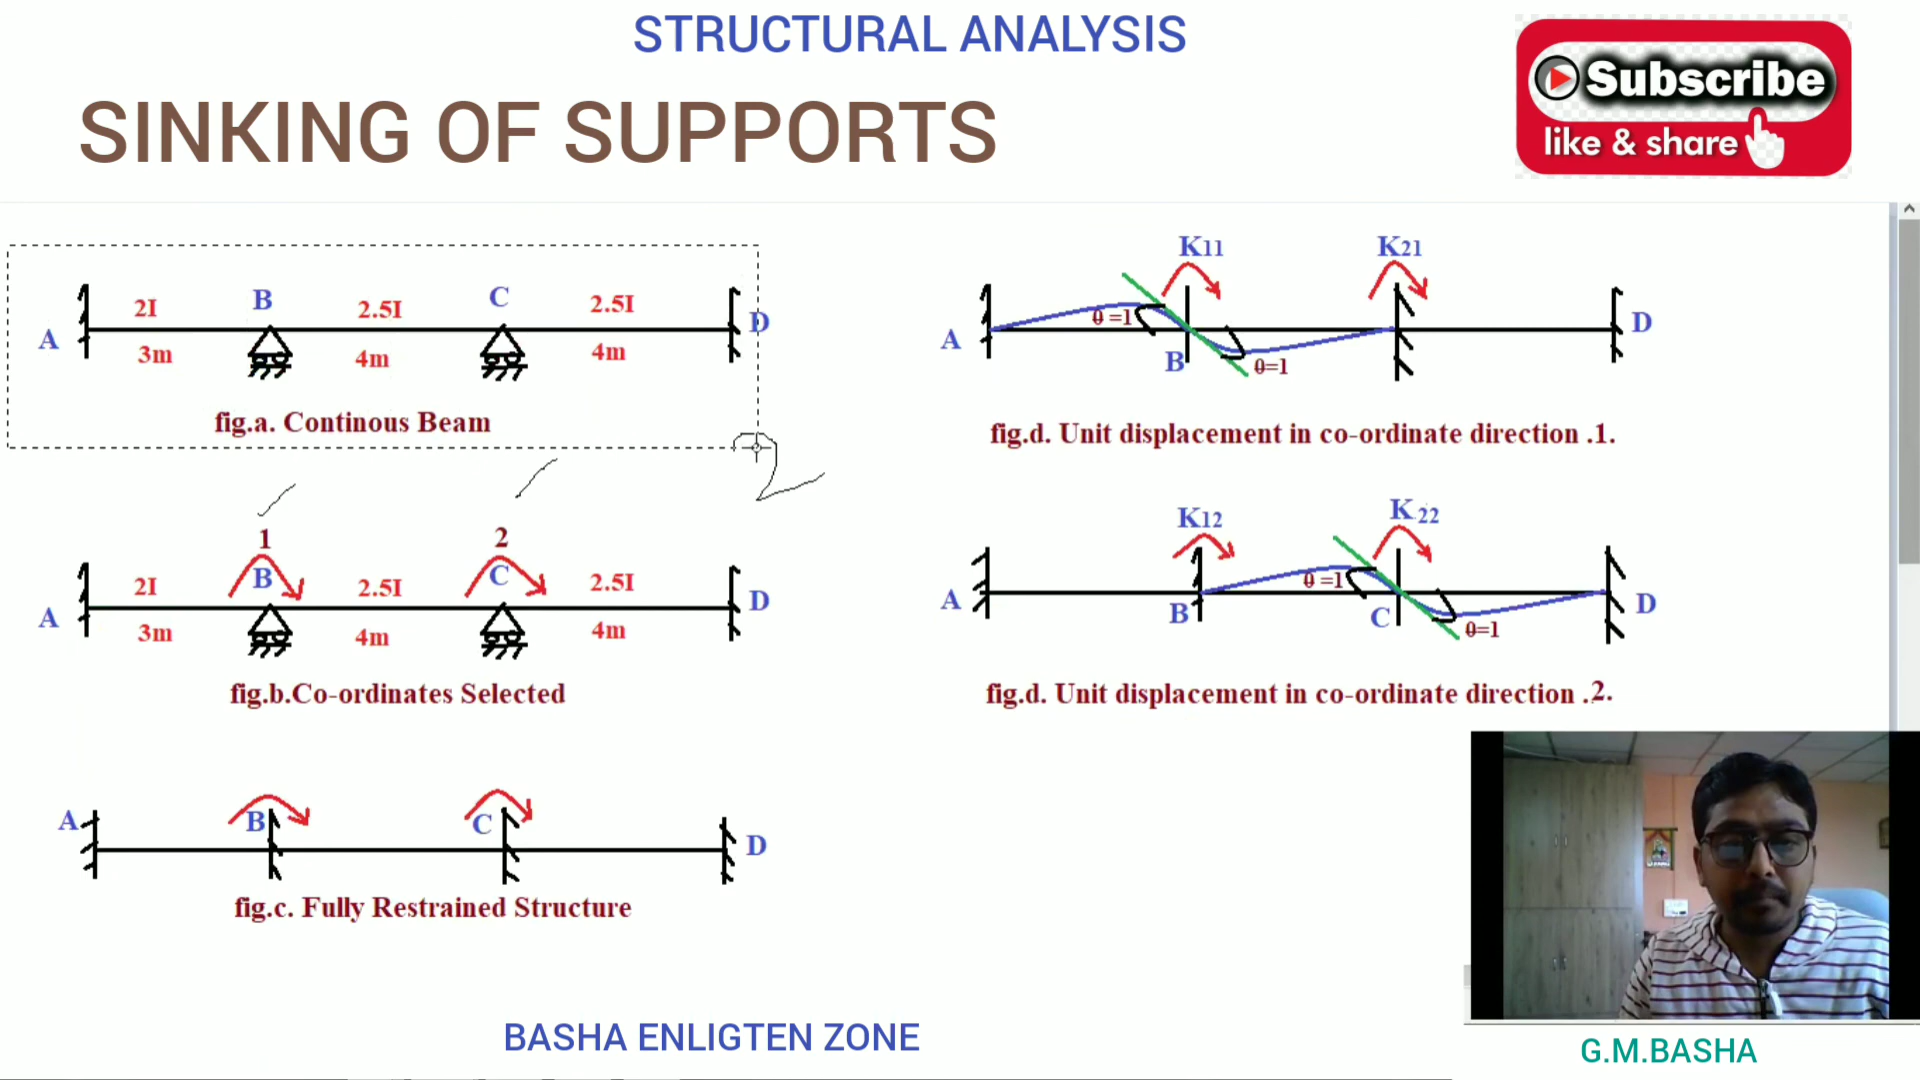 STRUCTURAL ANALYSIS
SINKING OF SUPPORTS
Subscribe
like & share
A 2I B 2.5I C 2.5I D
3m 4m 4m
fig.a. Continous Beam
2
1 2
A 2I B 2.5I C 2.5I D
3m 4m 4m
fig.b.Co-ordinates Selected
A B C D
fig.c. Fully Restrained Structure
K11 K21
A θ =1 B θ=1 D
fig.d. Unit displacement in co-ordinate direction .1.
K12 K22
A B θ =1 C θ=1 D
fig.d. Unit displacement in co-ordinate direction .2.
BASHA ENLIGTEN ZONE
G.M.BASHA